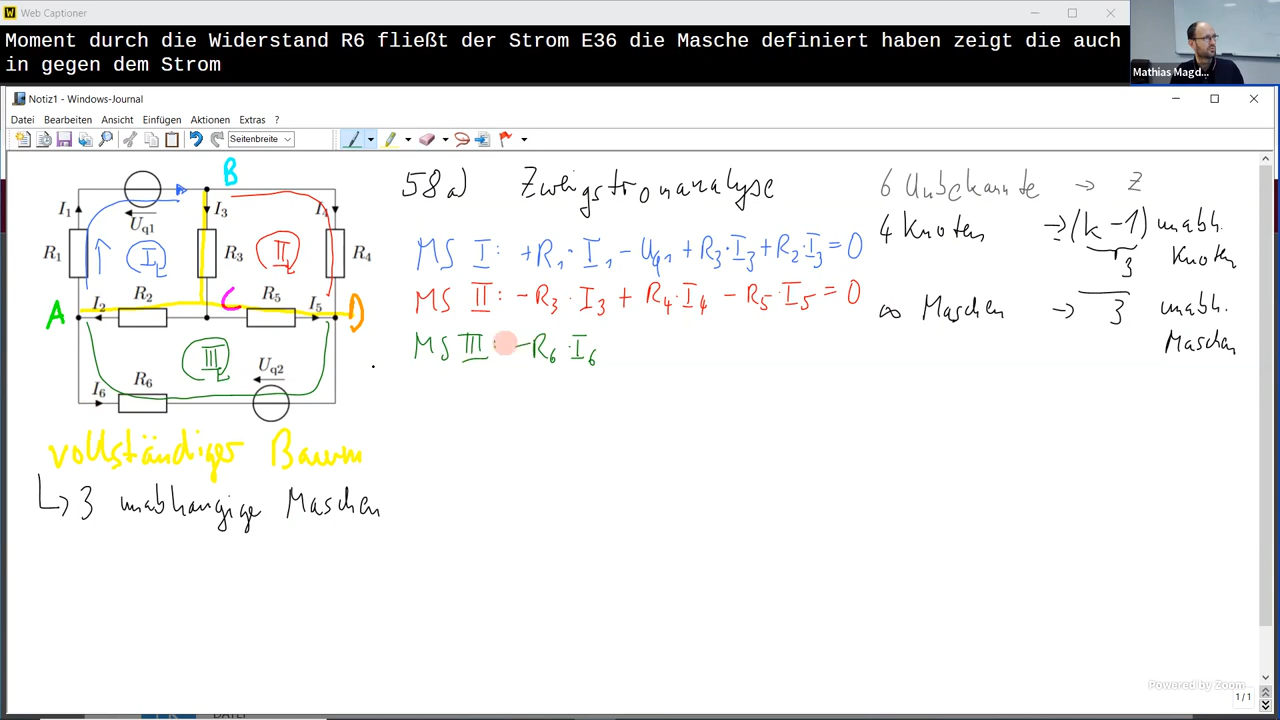 Web Captioner
Moment durch die Widerstand R6 fließt der Strom E36 die Masche definiert haben zeigt die auch
in gegen dem Strom
Mathias Magd...
Notiz1 - Windows-Journal
Datei Bearbeiten Ansicht Einfügen Aktionen Extras ?
Seitenbreite
B
I1
Uq1
I3
I4
R1
I
R3
II
R4
A
I2
R2
C
R5
I5
D
III
I6
R6
Uq2
vollständiger Baum
↳ 3 unabhängige Maschen
58a) Zweigstromanalyse
MS I: +R1·I1 - Uq1 + R3·I3 + R2·I3 = 0
MS II: -R3·I3 + R4·I4 - R5·I5 = 0
MS III: -R6·I6
6 Unbekannte → Z
4 Knoten → (k-1) unabh.
3 Knoten
∞ Maschen → 3 unabh.
Maschen
Powered by Zoom
1/1